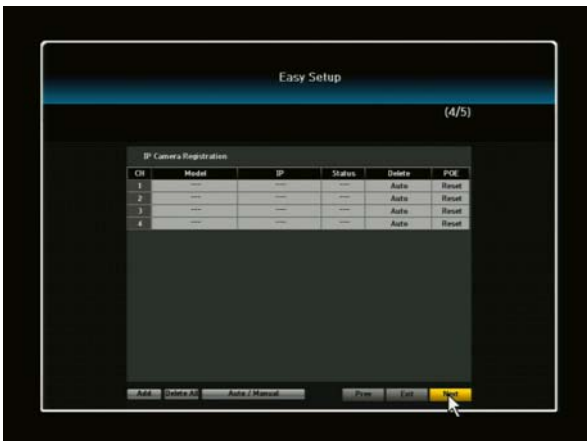 Easy Setup
(4/5)
IP Camera Registration
CH Model IP Status Delete POE
1 --- --- --- Auto Reset
2 --- --- --- Auto Reset
3 --- --- --- Auto Reset
4 --- --- --- Auto Reset
Add Delete All Auto / Manual Prev Exit Next